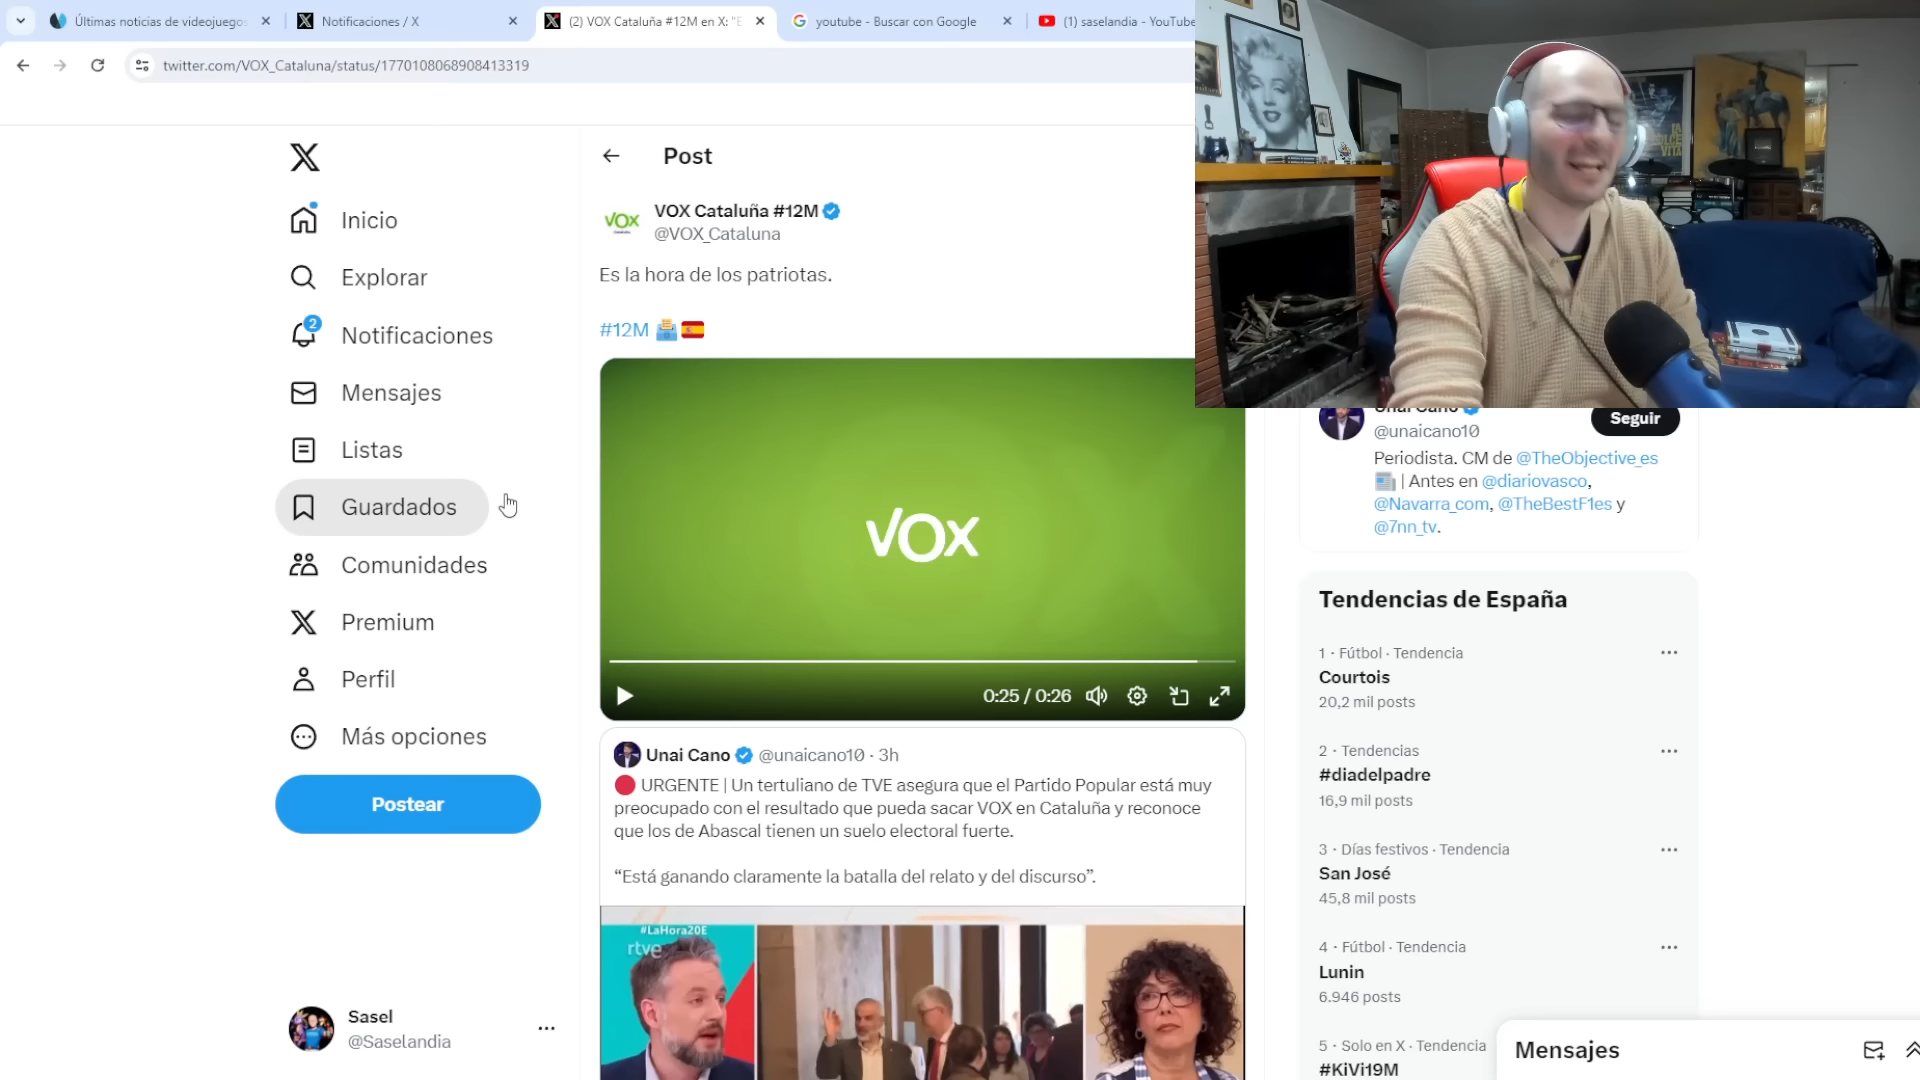 Últimas noticias de videojuegos
Notificaciones / X
(2) VOX Cataluña #12M en X: "E
youtube - Buscar con Google
(1) saselandia - YouTube
twitter.com/VOX_Cataluna/status/1770108068908413319
Inicio
Explorar
2
Notificaciones
Mensajes
Listas
Guardados
Comunidades
Premium
Perfil
Más opciones
Postear
Sasel
@Saselandia
Post
VOX Cataluña #12M
@VOX_Cataluna
Es la hora de los patriotas.
#12M
VOX
0:25 / 0:26
Unai Cano @unaicano10 · 3h
URGENTE | Un tertuliano de TVE asegura que el Partido Popular está muy
preocupado con el resultado que pueda sacar VOX en Cataluña y reconoce
que los de Abascal tienen un suelo electoral fuerte.
“Está ganando claramente la batalla del relato y del discurso”.
#LaHora20E
rtve
Unai Cano
@unaicano10
Seguir
Periodista. CM de @TheObjective_es
| Antes en @diariovasco,
@Navarra_com, @TheBestF1es y
@7nn_tv.
Tendencias de España
1 · Fútbol · Tendencia
Courtois
20,2 mil posts
2 · Tendencias
#diadelpadre
16,9 mil posts
3 · Días festivos · Tendencia
San José
45,8 mil posts
4 · Fútbol · Tendencia
Lunin
6.946 posts
5 · Solo en X · Tendencia
#KiVi19M
Mensajes